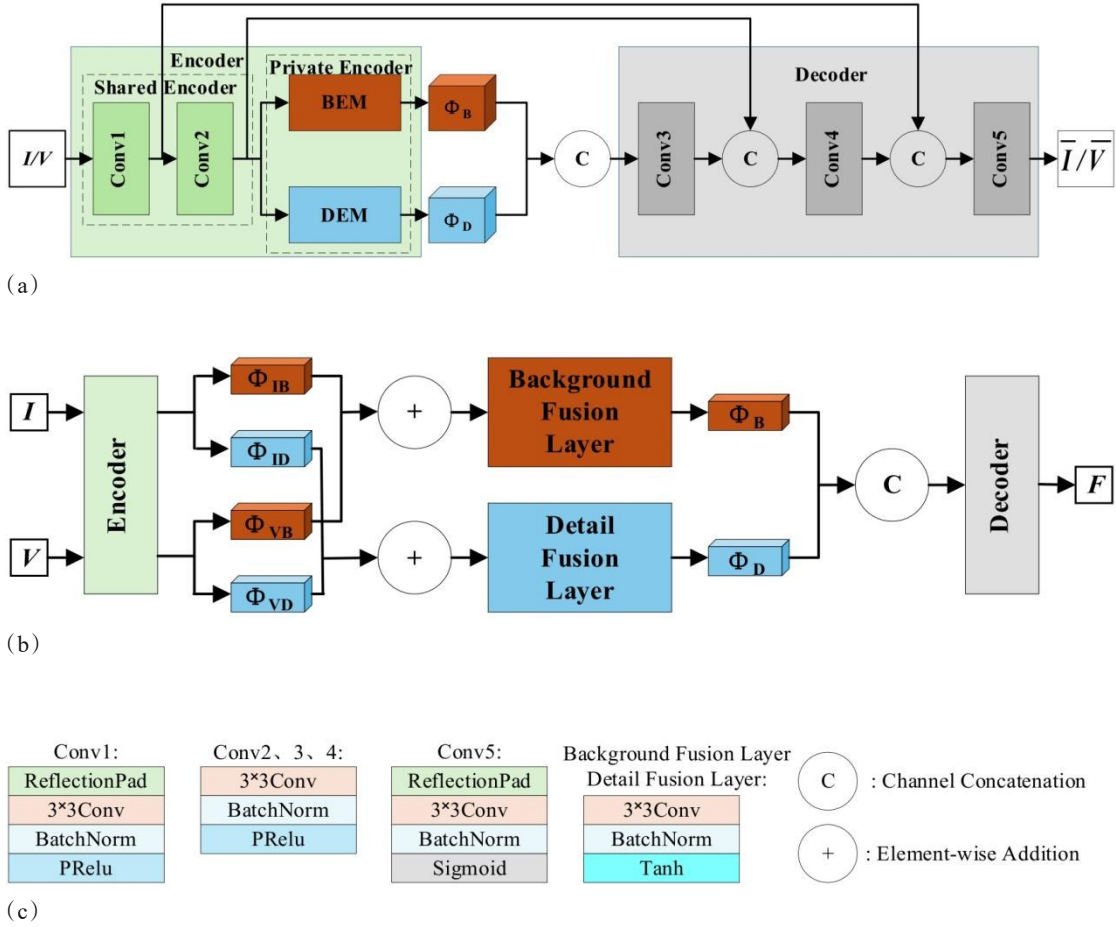 Encoder
Private Encoder
Shared Encoder
Decoder
I/V
Conv1
Conv2
BEM
DEM
Φ_B
Φ_D
C
Conv3
C
Conv4
C
Conv5
I̅/V̅
(a)
I
V
Encoder
Φ_IB
Φ_ID
Φ_VB
Φ_VD
+
+
Background
Fusion
Layer
Detail
Fusion
Layer
Φ_B
Φ_D
C
Decoder
F
(b)
Conv1:
ReflectionPad
3×3Conv
BatchNorm
PRelu
Conv2、3、4:
3×3Conv
BatchNorm
PRelu
Conv5:
ReflectionPad
3×3Conv
BatchNorm
Sigmoid
Background Fusion Layer
Detail Fusion Layer:
3×3Conv
BatchNorm
Tanh
C : Channel Concatenation
+ : Element-wise Addition
(c)